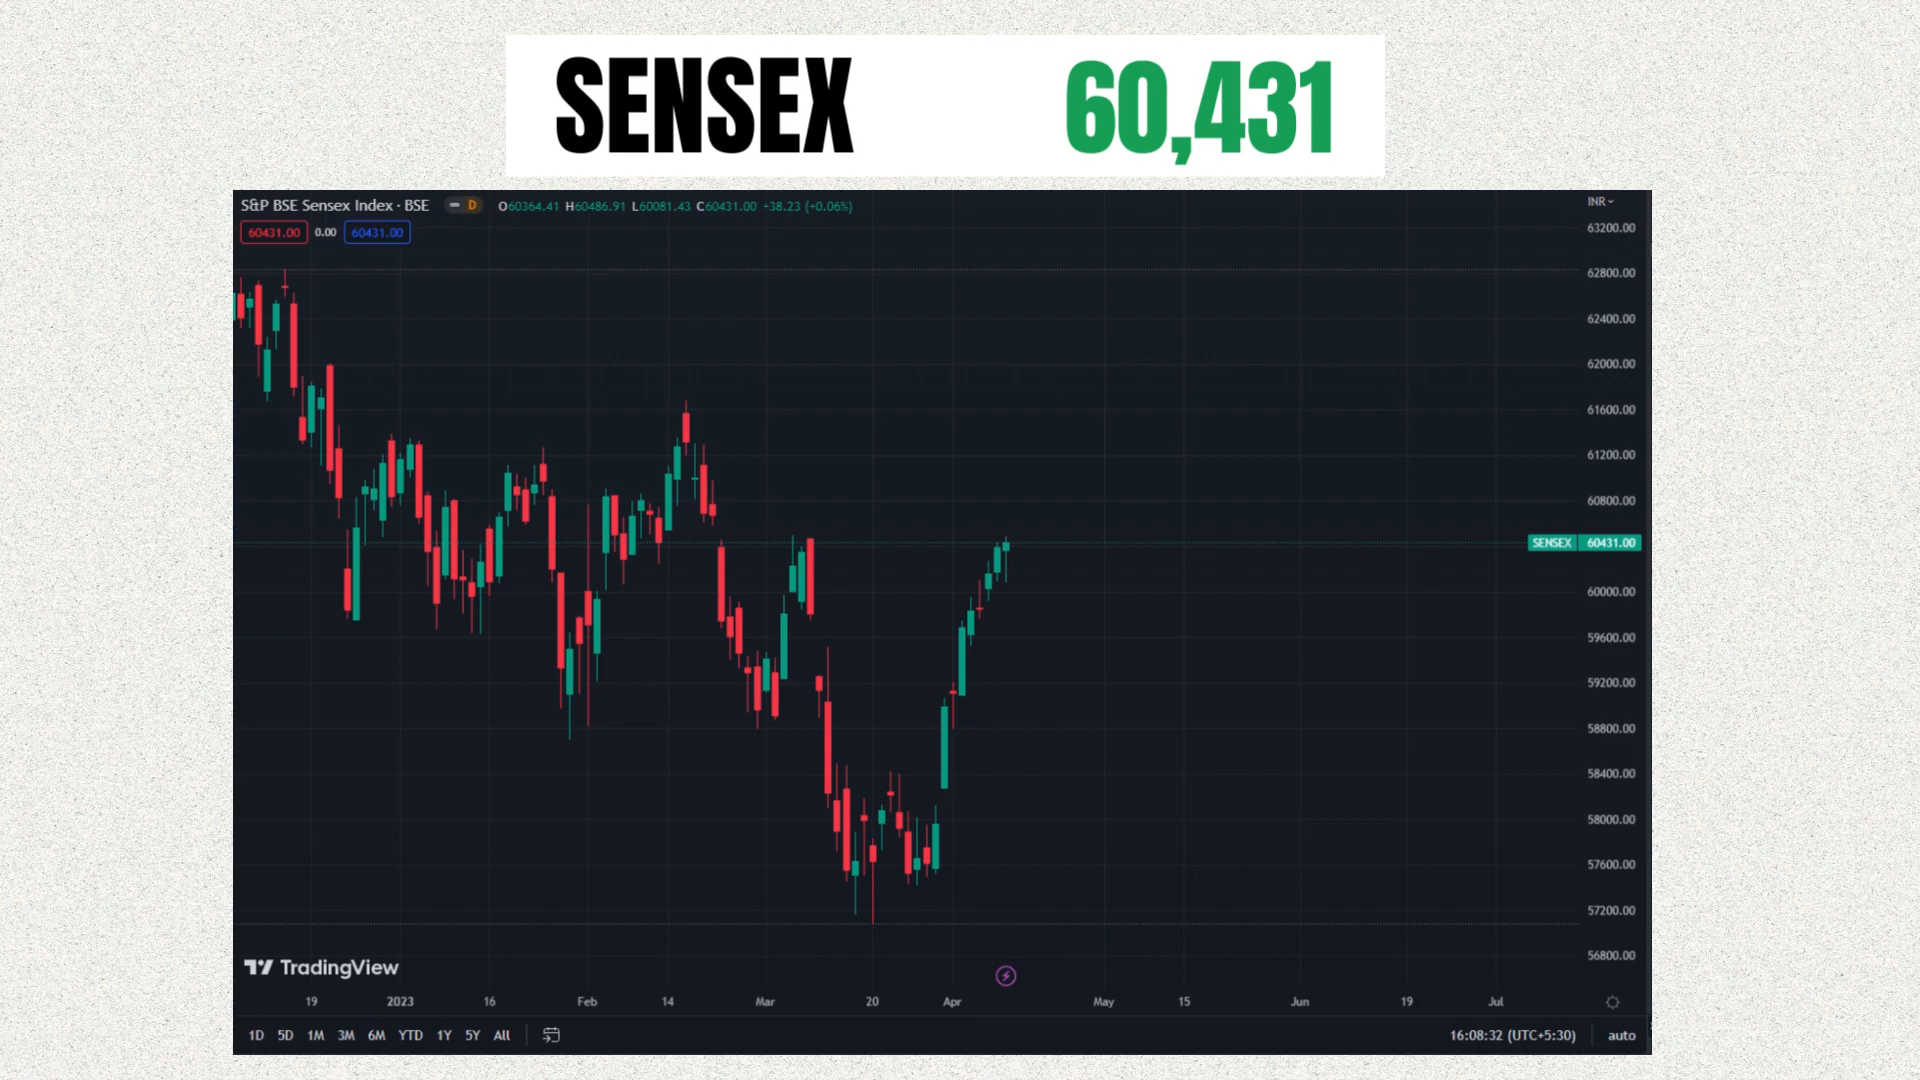 SENSEX 60,431
S&P BSE Sensex Index · BSE D O60364.41 H60486.91 L60081.43 C60431.00 +38.23 (+0.06%) INR
60431.00 0.00 60431.00
63200.00
62800.00
62400.00
62000.00
61600.00
61200.00
60800.00
SENSEX 60431.00
60000.00
59600.00
59200.00
58800.00
58400.00
58000.00
57600.00
57200.00
56800.00
TradingView
19 2023 16 Feb 14 Mar 20 Apr May 15 Jun 19 Jul
1D 5D 1M 3M 6M YTD 1Y 5Y All 16:08:32 (UTC+5:30) auto